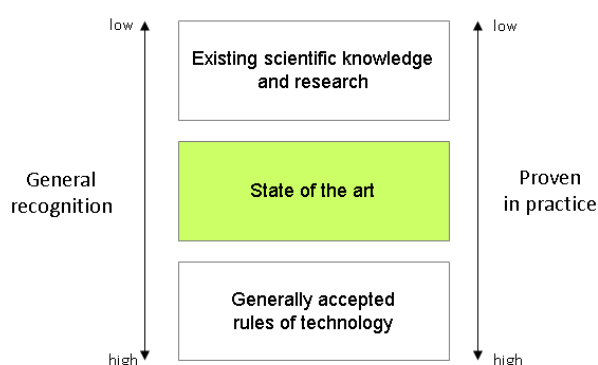 low
low
Existing scientific knowledge
and research
General
recognition
State of the art
Proven
in practice
Generally accepted
rules of technology
high
high